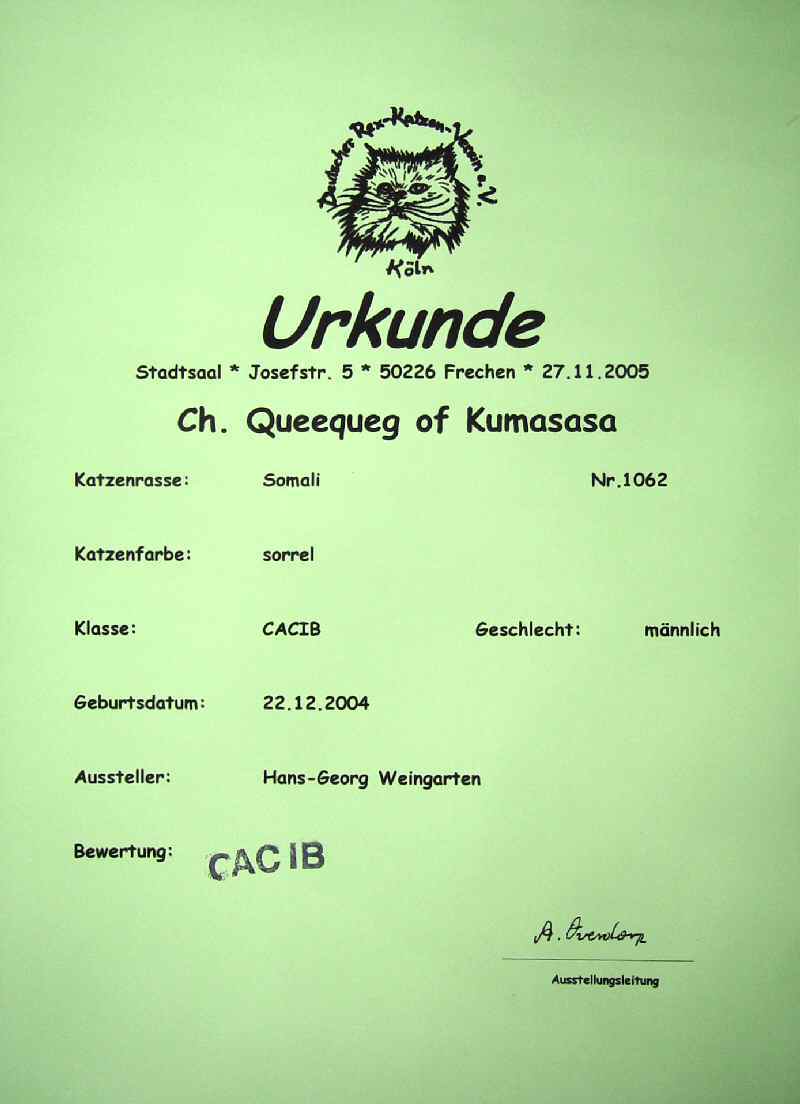 Deutscher Rex-Katzen-Verein e.V.
Köln
Urkunde
Stadtsaal * Josefstr. 5 * 50226 Frechen * 27.11.2005
Ch. Queequeg of Kumasasa
Katzenrasse: Somali Nr.1062
Katzenfarbe: sorrel
Klasse: CACIB Geschlecht: männlich
Geburtsdatum: 22.12.2004
Aussteller: Hans-Georg Weingarten
Bewertung: CACIB
A.
Ausstellungsleitung